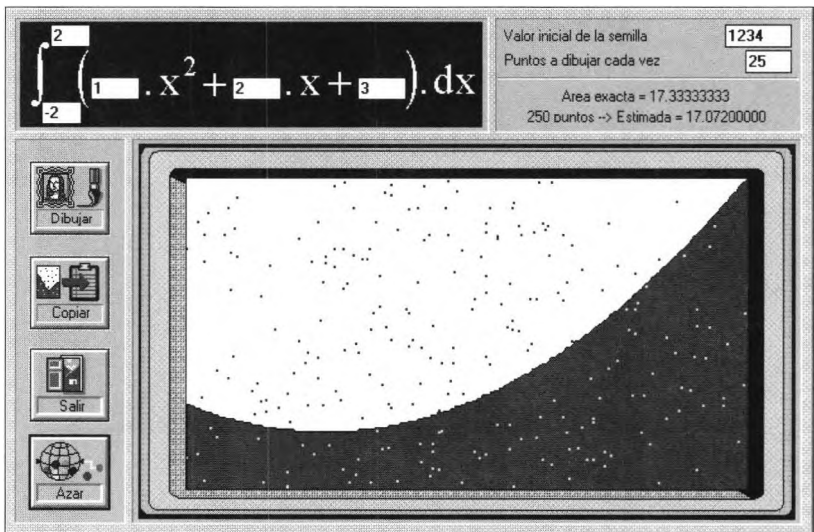 2
∫ ( 1 . x² + 2 . x + 3 ) . dx
-2
Valor inicial de la semilla 1234
Puntos a dibujar cada vez 25
Area exacta = 17.33333333
250 puntos --> Estimada = 17.07200000
Dibujar
Copiar
Salir
Azar